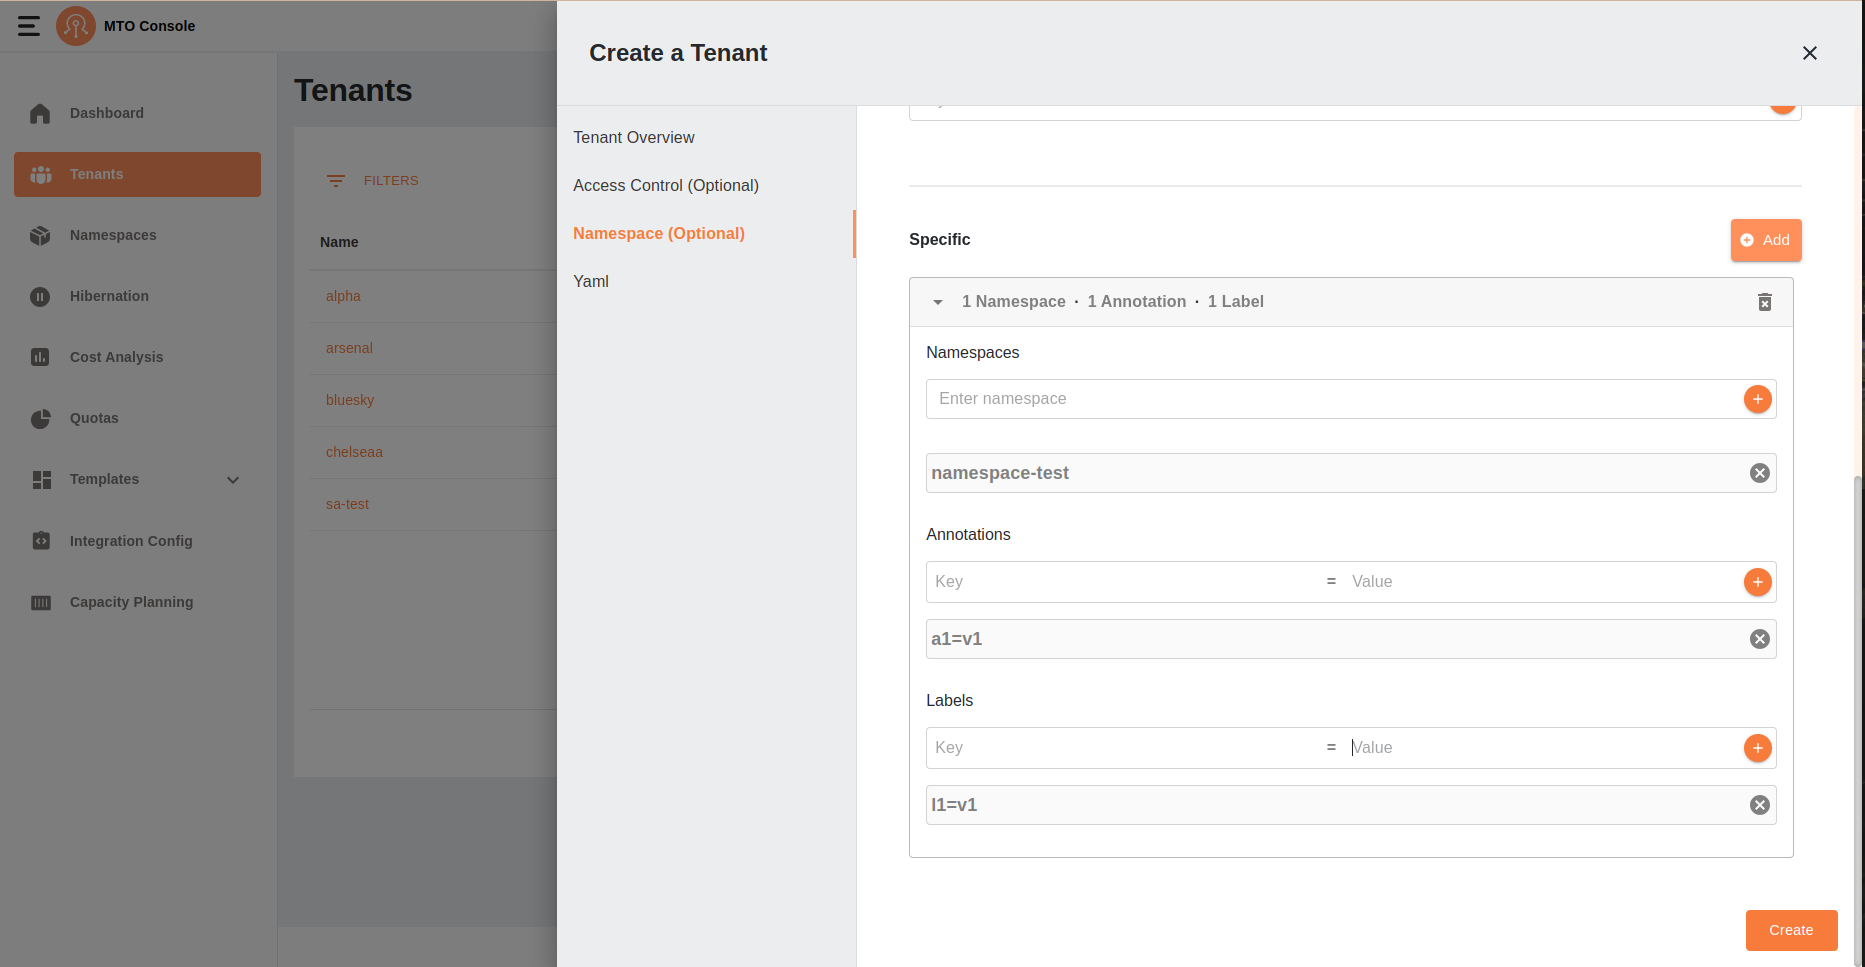 MTO Console
Dashboard
Tenants
Namespaces
Hibernation
Cost Analysis
Quotas
Templates
Integration Config
Capacity Planning
Tenants
FILTERS
Name
alpha
arsenal
bluesky
chelseaa
sa-test
Create a Tenant
Tenant Overview
Access Control (Optional)
Namespace (Optional)
Yaml
Specific
Add
1 Namespace · 1 Annotation · 1 Label
Namespaces
Enter namespace
namespace-test
Annotations
Key = Value
a1=v1
Labels
Key = Value
l1=v1
Create